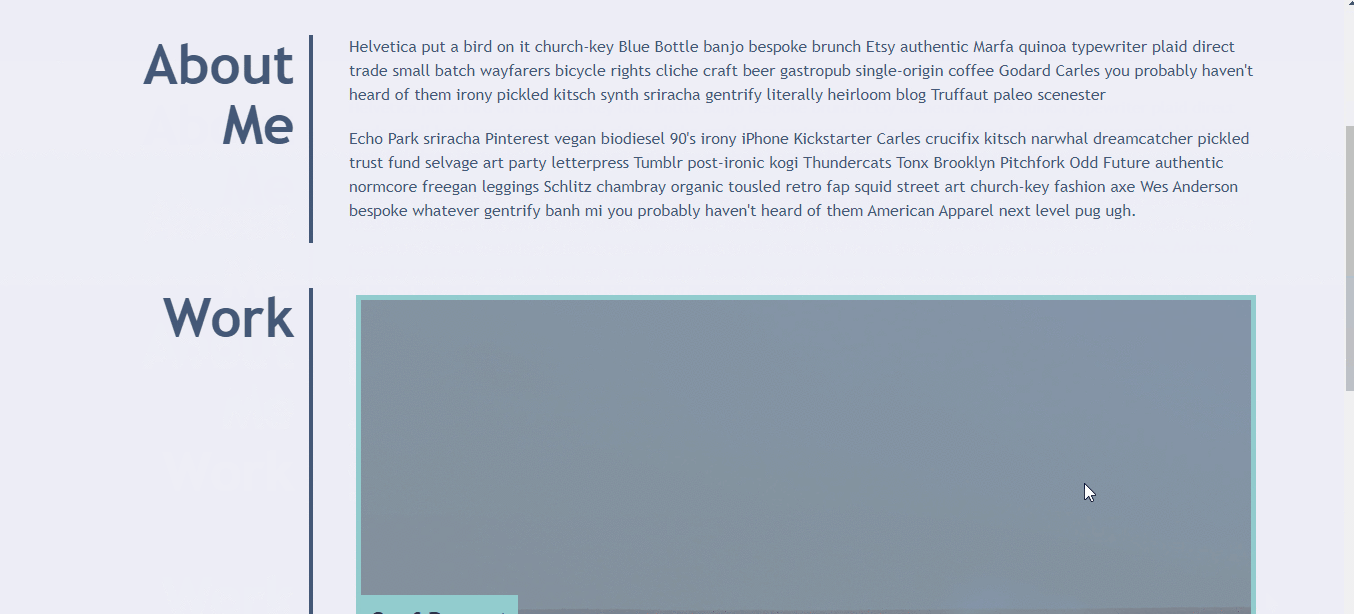 About
Me
Helvetica put a bird on it church-key Blue Bottle banjo bespoke brunch Etsy authentic Marfa quinoa typewriter plaid direct
trade small batch wayfarers bicycle rights cliche craft beer gastropub single-origin coffee Godard Carles you probably haven't
heard of them irony pickled kitsch synth sriracha gentrify literally heirloom blog Truffaut paleo scenester
Echo Park sriracha Pinterest vegan biodiesel 90's irony iPhone Kickstarter Carles crucifix kitsch narwhal dreamcatcher pickled
trust fund selvage art party letterpress Tumblr post-ironic kogi Thundercats Tonx Brooklyn Pitchfork Odd Future authentic
normcore freegan leggings Schlitz chambray organic tousled retro fap squid street art church-key fashion axe Wes Anderson
bespoke whatever gentrify banh mi you probably haven't heard of them American Apparel next level pug ugh.
Work